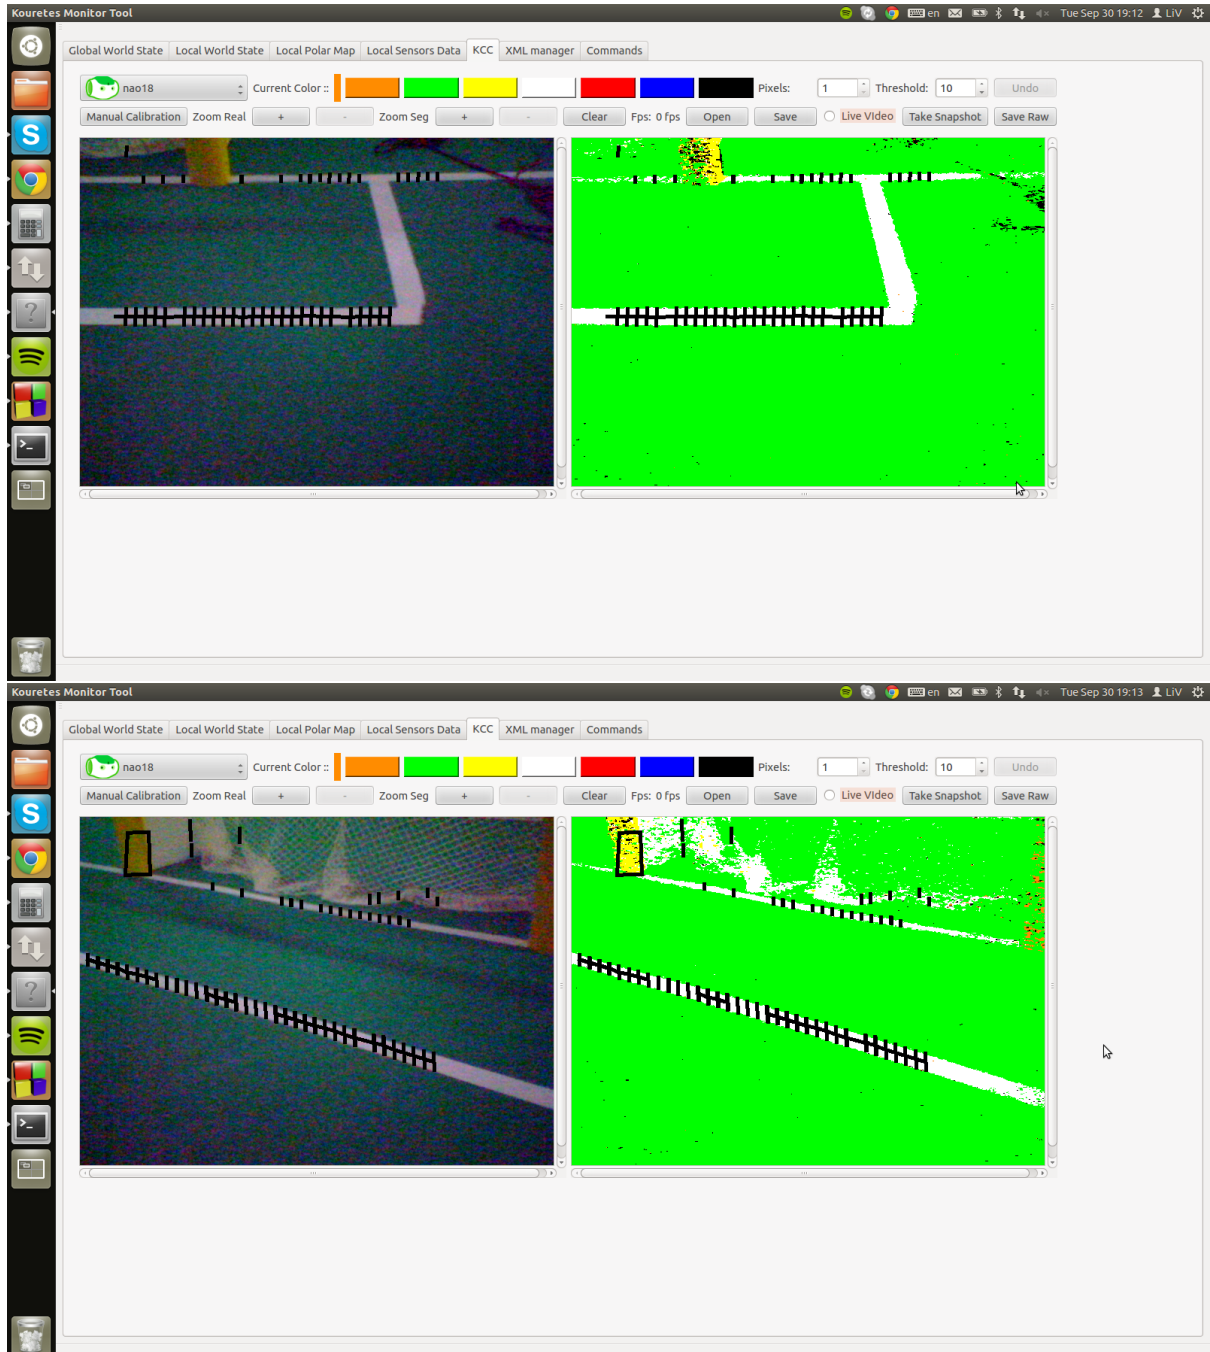 Kouretes Monitor Tool en Tue Sep 30 19:12 LiV
Global World State Local World State Local Polar Map Local Sensors Data KCC XML manager Commands
nao18 Current Color :: Pixels: 1 Threshold: 10 Undo
Manual Calibration Zoom Real + - Zoom Seg + - Clear Fps: 0 fps Open Save Live VIdeo Take Snapshot Save Raw
Kouretes Monitor Tool en Tue Sep 30 19:13 LiV
Global World State Local World State Local Polar Map Local Sensors Data KCC XML manager Commands
nao18 Current Color :: Pixels: 1 Threshold: 10 Undo
Manual Calibration Zoom Real + - Zoom Seg + - Clear Fps: 0 fps Open Save Live VIdeo Take Snapshot Save Raw